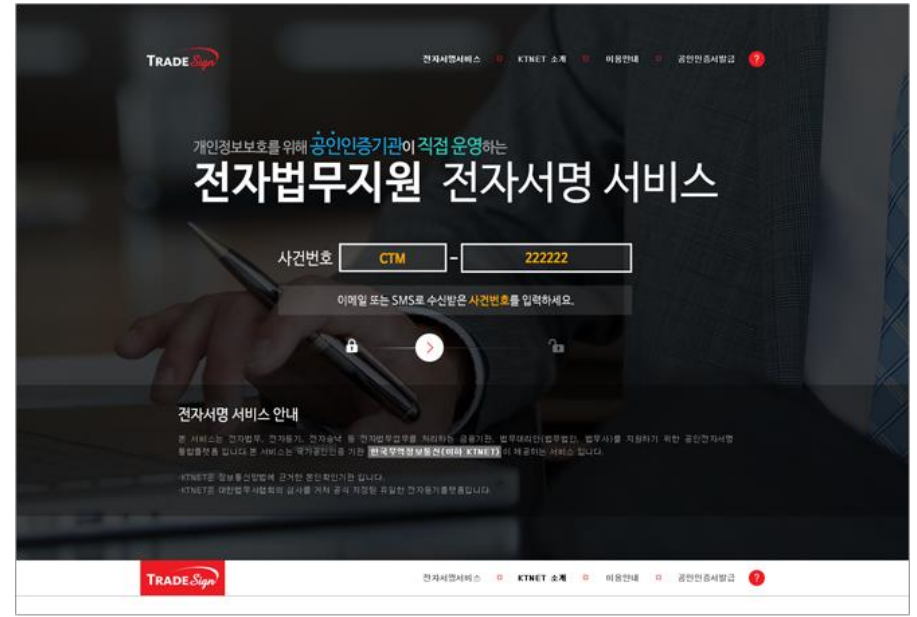 TRADE Sign
전자서명서비스 KTNET 소개 이용안내 공인인증서발급 ?
개인정보보호를 위해 공인인증기관이 직접 운영하는
전자법무지원 전자서명 서비스
사건번호 CTM - 222222
이메일 또는 SMS로 수신받은 사건번호를 입력하세요.
전자서명 서비스 안내
본 서비스는 전자법무, 전자등기, 전자승낙 등 전자법무업무를 처리하는 금융기관, 법무대리인(법무법인, 법무사)를 지원하기 위한 공인전자서명
통합플랫폼 입니다.본 서비스는 국가공인인증 기관 한국무역정보통신(이하 KTNET)이 제공하는 서비스 입니다.
·KTNET은 정보통신망법에 근거한 본인확인기관 입니다.
·KTNET은 대한법무사협회의 심사를 거쳐 공식 지정된 유일한 전자등기플랫폼입니다.
TRADE Sign
전자서명서비스 KTNET 소개 이용안내 공인인증서발급 ?